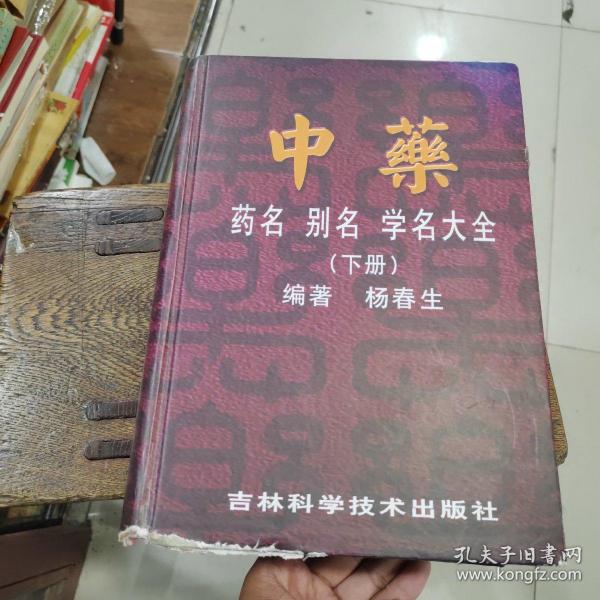 中藥
药名 别名 学名大全
（下册）
编著 杨春生
吉林科学技术出版社
孔夫子旧书网
www.kongfz.com